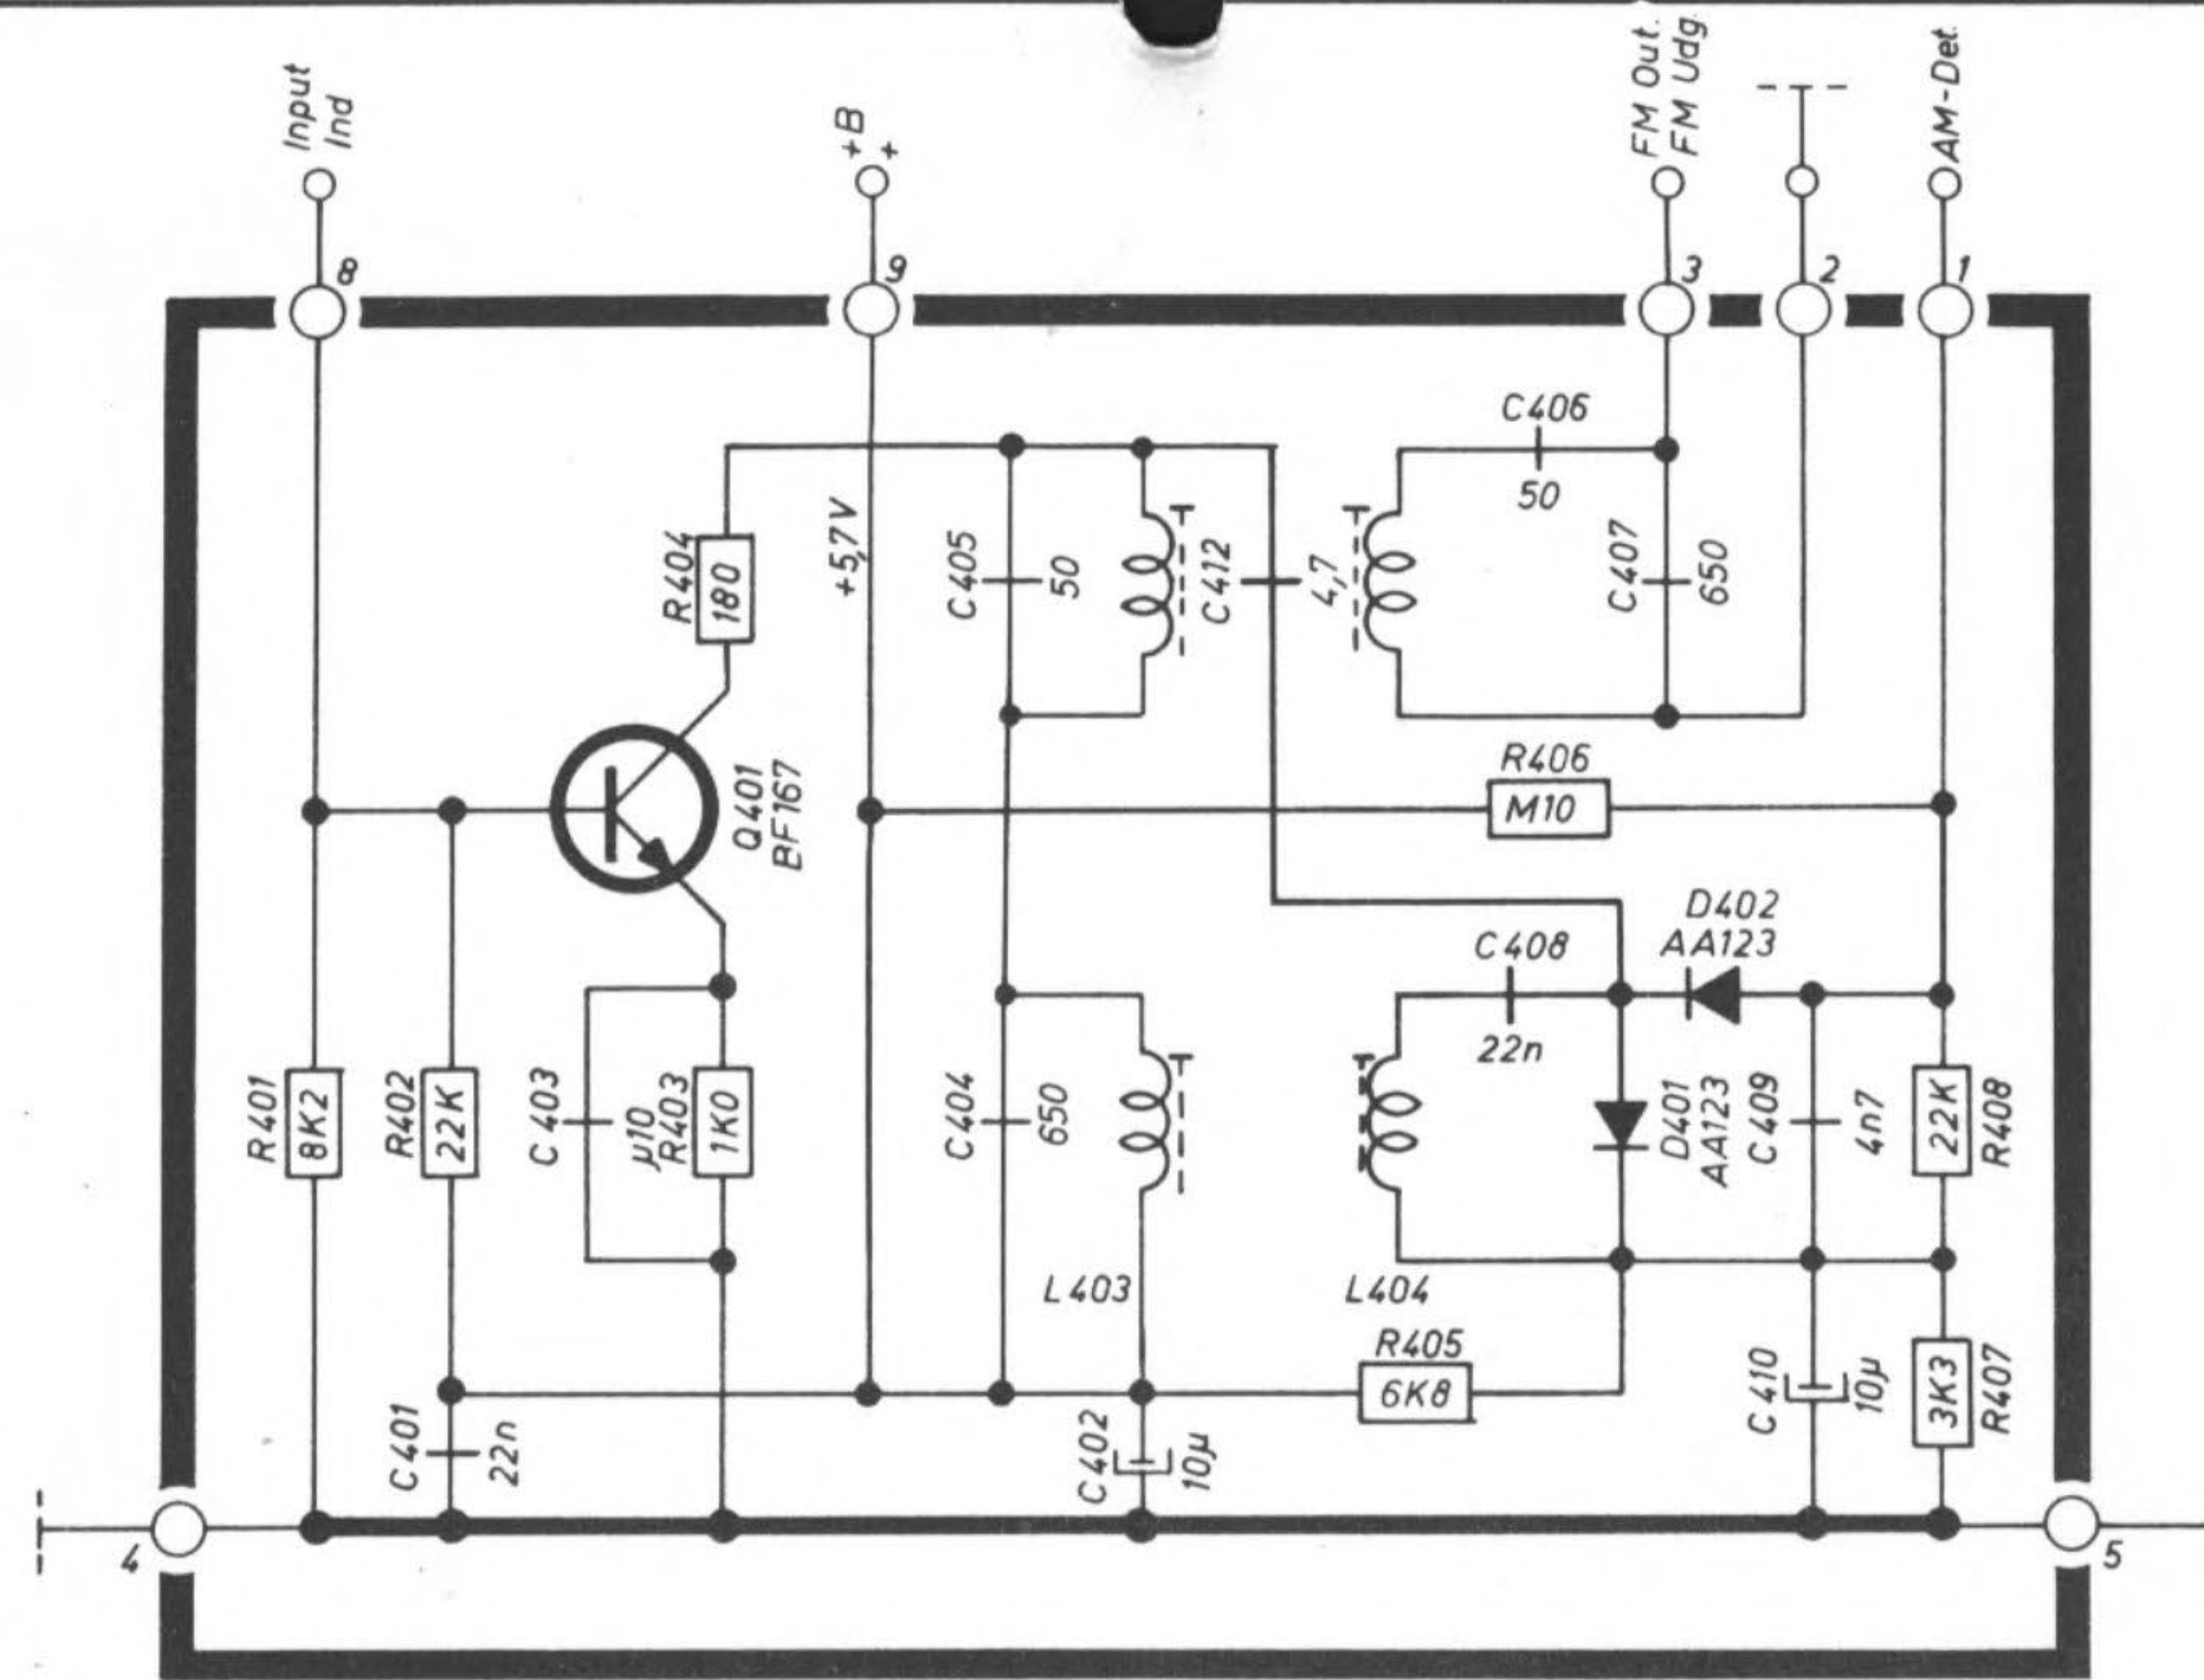 Input
Ind
+B
+
FM Out.
FM Udg.
AM-Det.
8
9
3
2
1
C406
50
R404
180
+5,7V
C405
50
C412
4,7
C407
650
Q401
BF167
R406
M10
D402
AA123
C408
22n
R401
8K2
R402
22K
C403
µ10
R403
1K0
C404
650
D401
AA123
C409
4n7
22K
R408
L403
L404
R405
6K8
C401
22n
C402
10µ
C410
10µ
3K3
R407
4
5